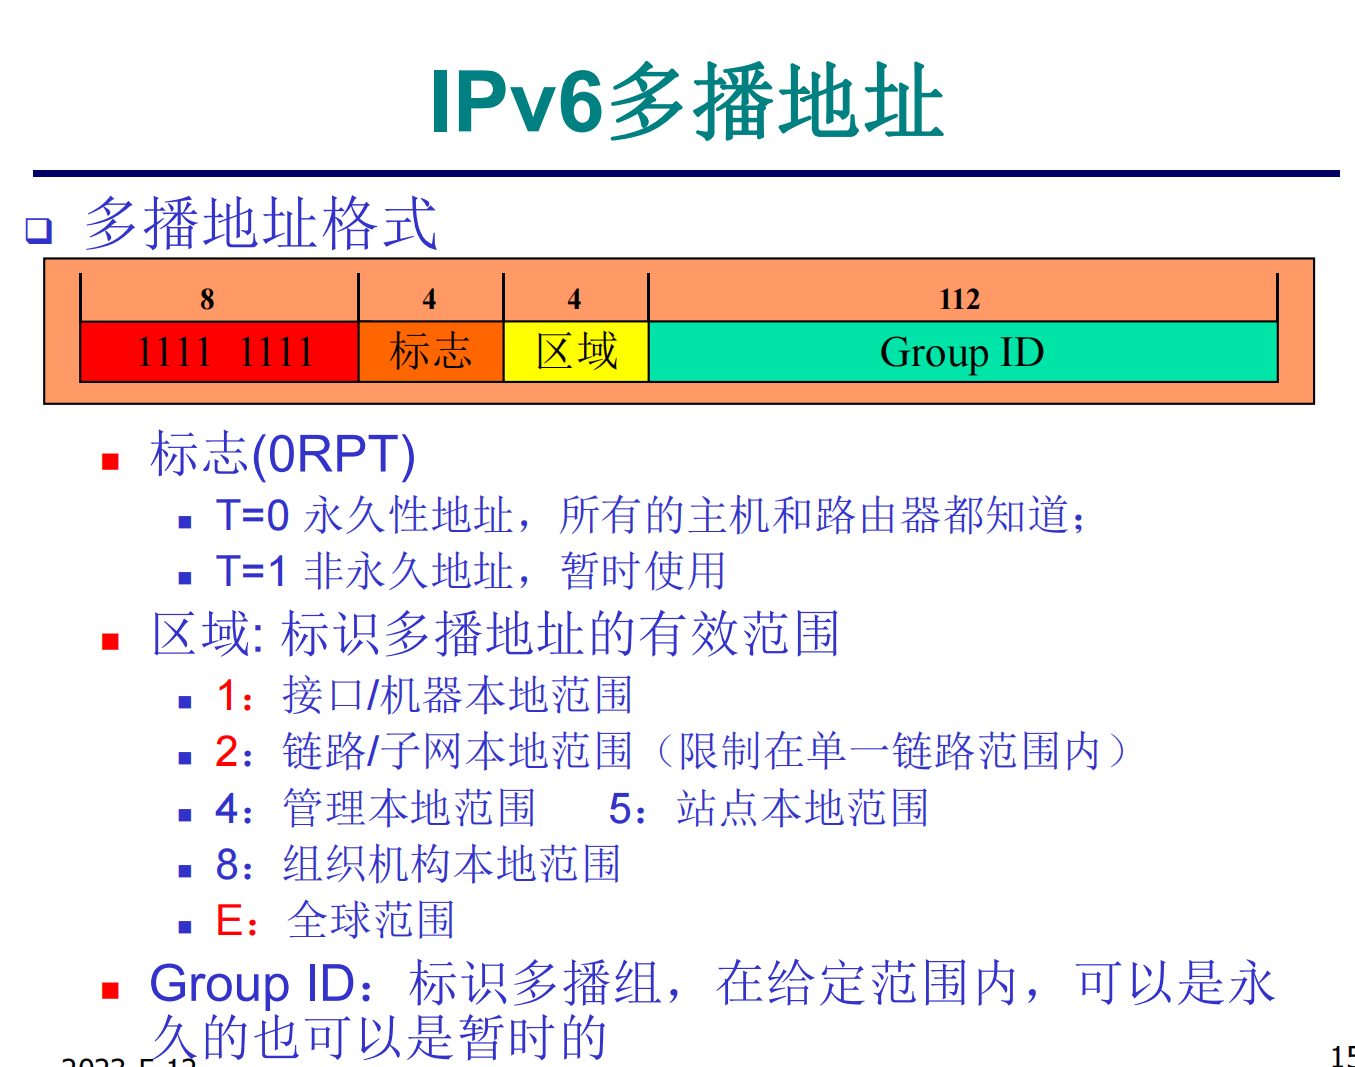 IPv6多播地址
多播地址格式
8 4 4 112
1111 1111 标志 区域 Group ID
标志(0RPT)
T=0 永久性地址，所有的主机和路由器都知道；
T=1 非永久地址，暂时使用
区域: 标识多播地址的有效范围
1：接口/机器本地范围
2：链路/子网本地范围（限制在单一链路范围内）
4：管理本地范围 5：站点本地范围
8：组织机构本地范围
E：全球范围
Group ID：标识多播组，在给定范围内，可以是永
久的也可以是暂时的
15